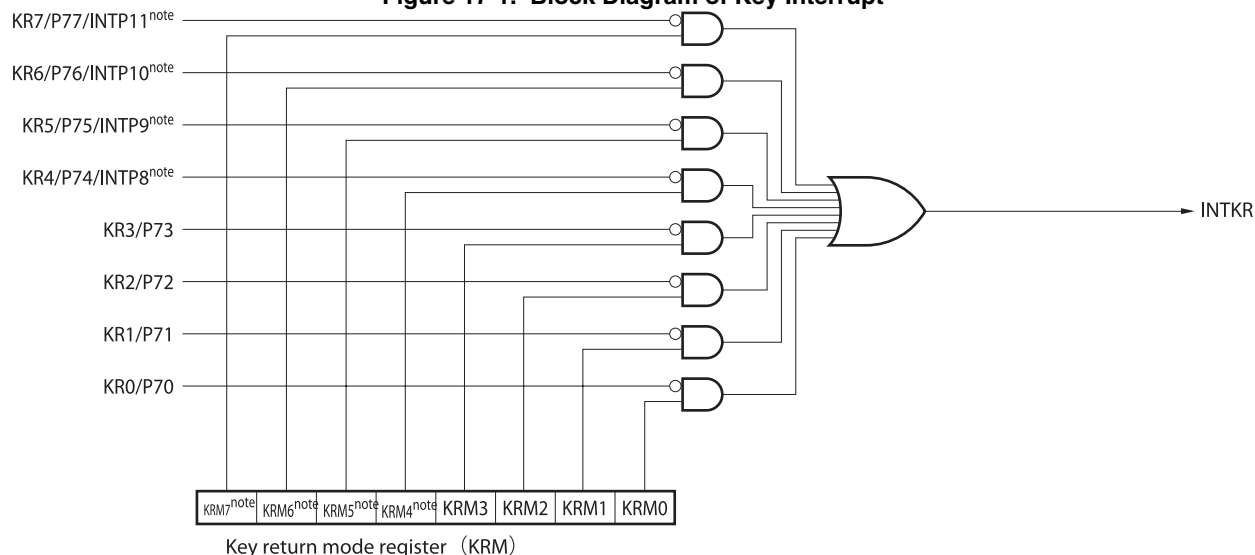 Figure 17-1. Block Diagram of Key Interrupt
KR7/P77/INTP11note
KR6/P76/INTP10note
KR5/P75/INTP9note
KR4/P74/INTP8note
KR3/P73
KR2/P72
KR1/P71
KR0/P70
INTKR
KRM7note KRM6note KRM5note KRM4note KRM3 KRM2 KRM1 KRM0
Key return mode register (KRM)